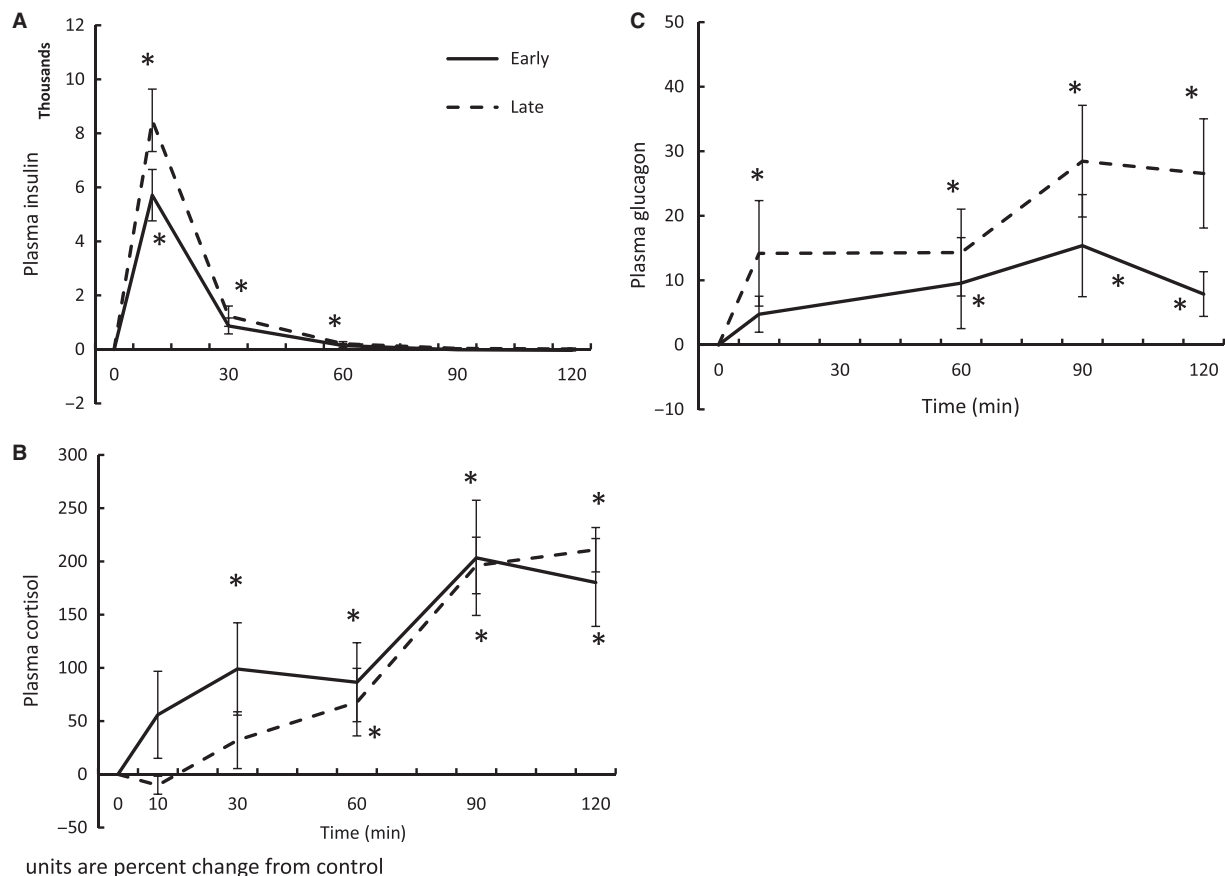 A
Thousands
Plasma insulin
12
10
8
6
4
2
0
–2
0 30 60 90 120
*
*
*
*
Early
Late
C
Plasma glucagon
50
40
30
20
10
0
–10
0 30 60 90 120
Time (min)
*
*
*
*
*
*
*
B
Plasma cortisol
300
250
200
150
100
50
0
–50
0 10 30 60 90 120
Time (min)
*
*
*
*
*
*
*
units are percent change from control